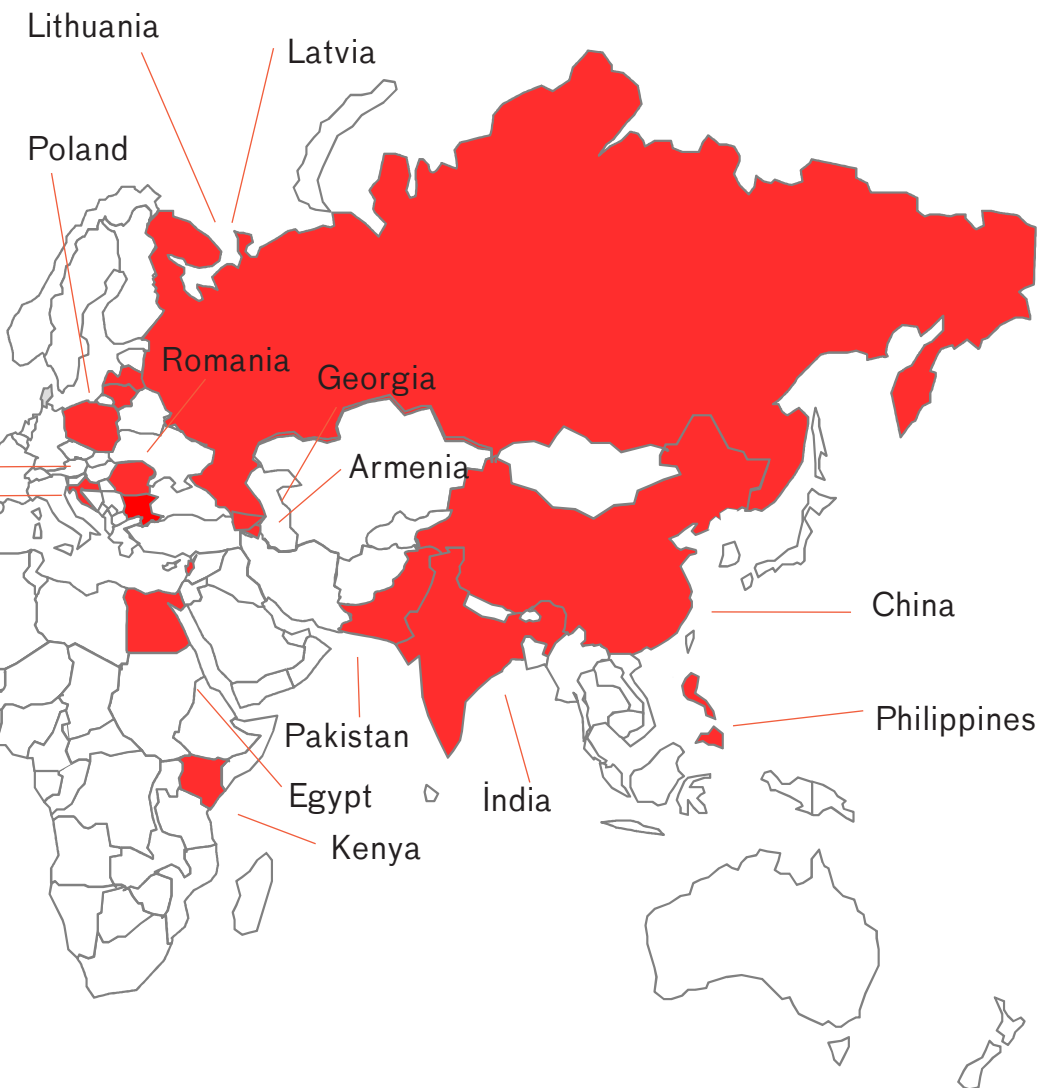 Lithuania
Latvia
Poland
Romania
Georgia
Armenia
China
Philippines
Pakistan
Egypt
İndia
Kenya